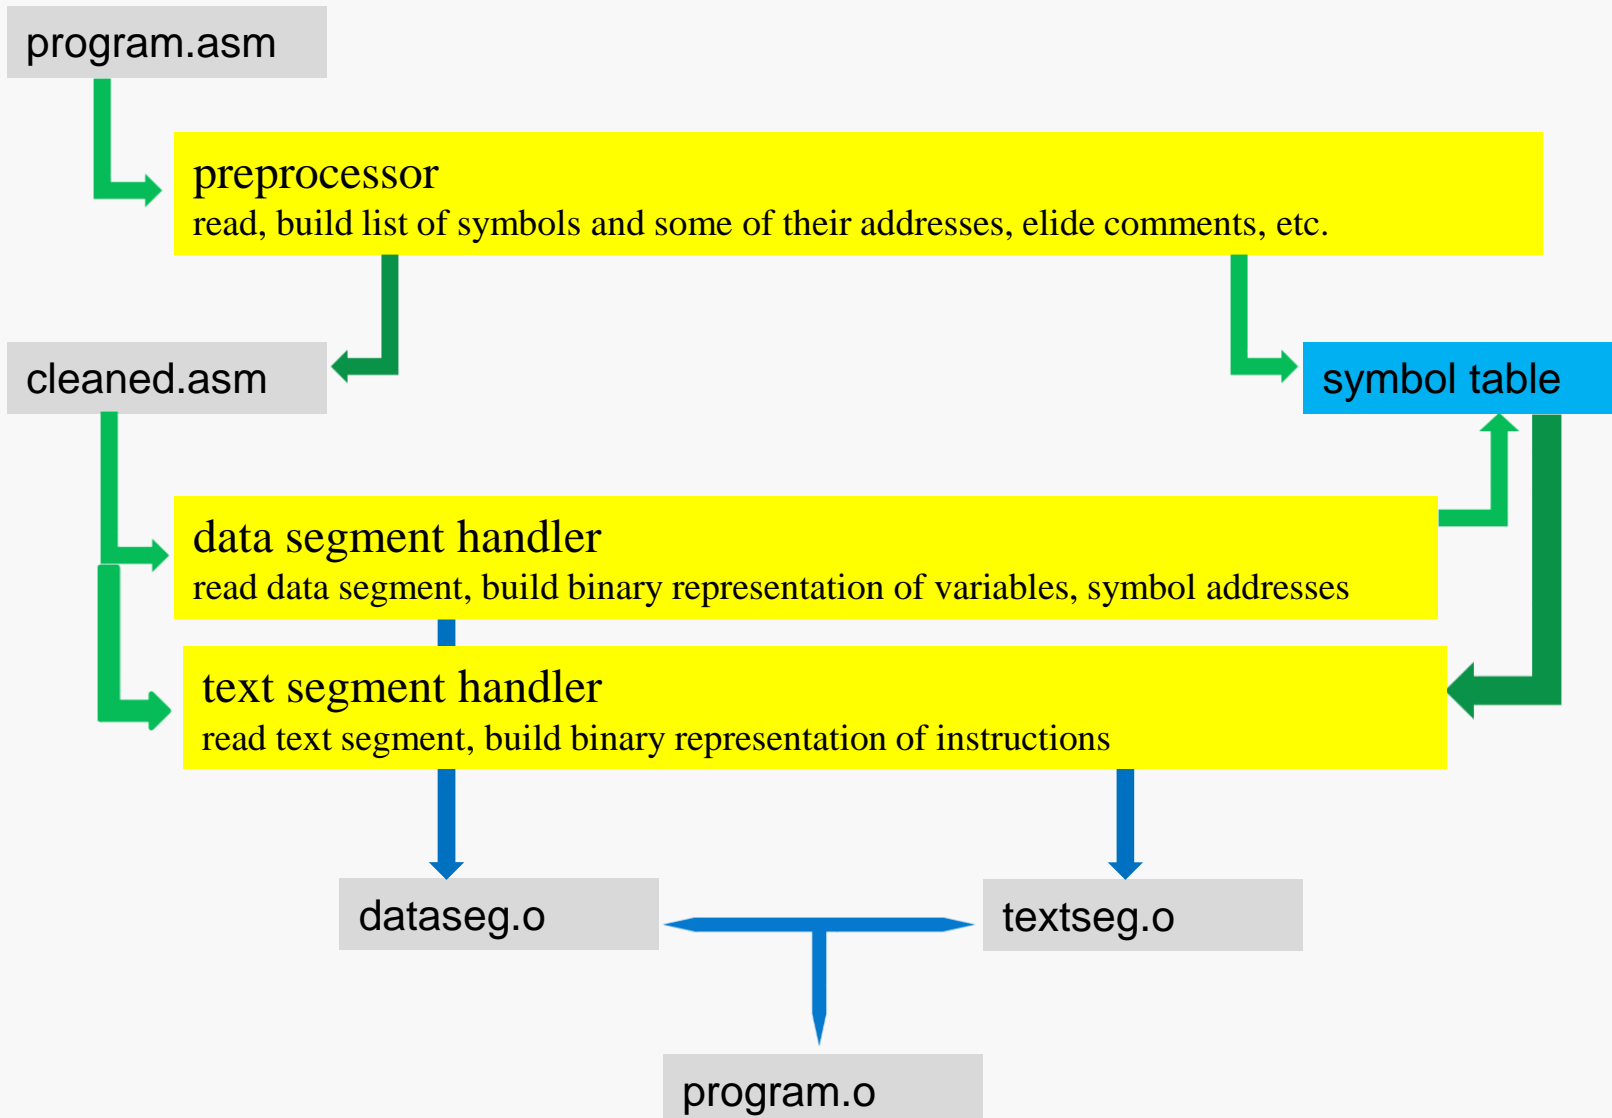 program.asm
preprocessor
read, build list of symbols and some of their addresses, elide comments, etc.
cleaned.asm
symbol table
data segment handler
read data segment, build binary representation of variables, symbol addresses
text segment handler
read text segment, build binary representation of instructions
dataseg.o
textseg.o
program.o